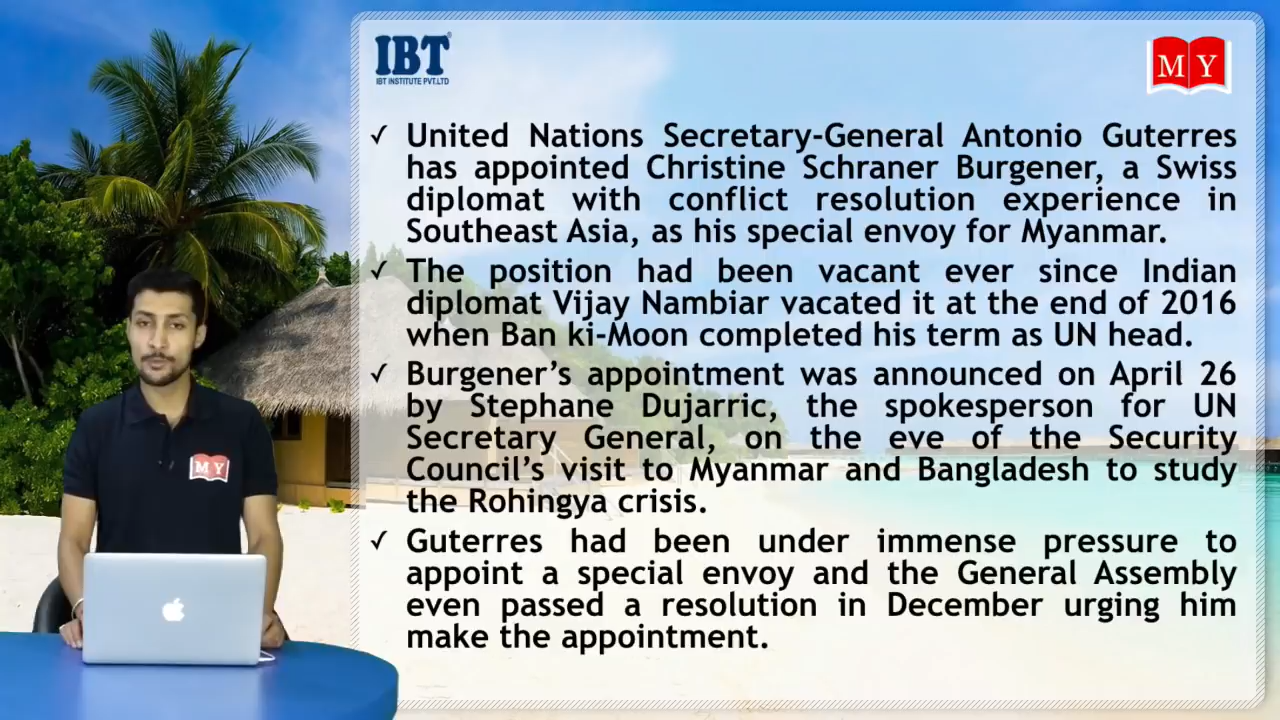 IBT
IBT INSTITUTE PVT.LTD
M Y
✓ United Nations Secretary-General Antonio Guterres
has appointed Christine Schraner Burgener, a Swiss
diplomat with conflict resolution experience in
Southeast Asia, as his special envoy for Myanmar.
✓ The position had been vacant ever since Indian
diplomat Vijay Nambiar vacated it at the end of 2016
when Ban ki-Moon completed his term as UN head.
✓ Burgener’s appointment was announced on April 26
by Stephane Dujarric, the spokesperson for UN
Secretary General, on the eve of the Security
Council’s visit to Myanmar and Bangladesh to study
the Rohingya crisis.
✓ Guterres had been under immense pressure to
appoint a special envoy and the General Assembly
even passed a resolution in December urging him
make the appointment.
M Y